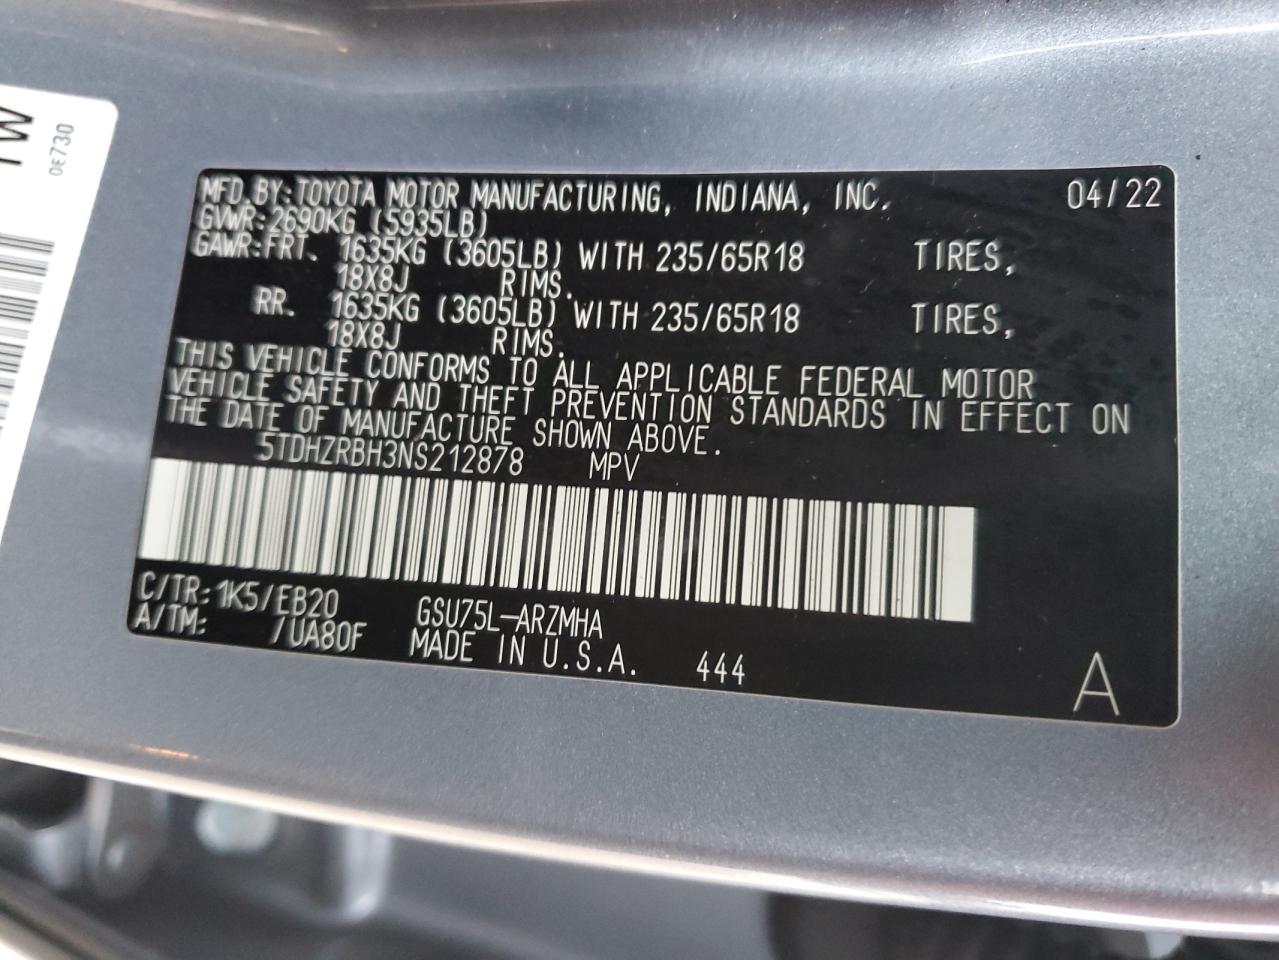 MFD. BY: TOYOTA MOTOR MANUFACTURING, INDIANA, INC. 04/22
GVWR: 2690KG (5935LB)
GAWR: FRT. 1635KG (3605LB) WITH 235/65R18 TIRES,
18X8J RIMS.
RR. 1635KG (3605LB) WITH 235/65R18 TIRES,
18X8J RIMS.
THIS VEHICLE CONFORMS TO ALL APPLICABLE FEDERAL MOTOR
VEHICLE SAFETY AND THEFT PREVENTION STANDARDS IN EFFECT ON
THE DATE OF MANUFACTURE SHOWN ABOVE.
5TDHZRBH3NS212878 MPV
C/TR: 1K5/EB20 GSU75L-ARZMHA
A/TM: /UA80F MADE IN U.S.A. 444
A
0E730